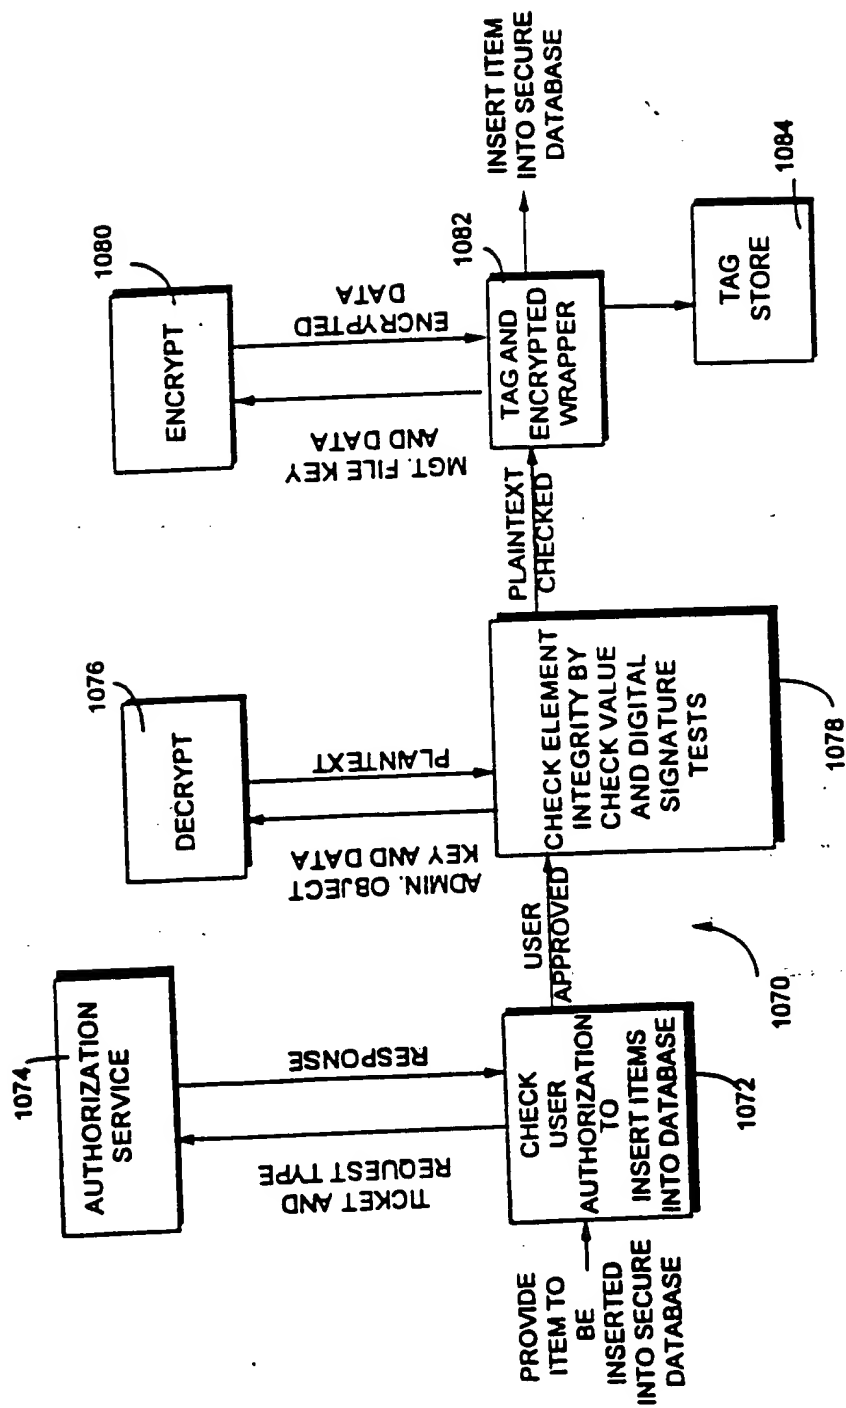 1074
AUTHORIZATION
SERVICE
TICKET AND
REQUEST TYPE
RESPONSE
PROVIDE
ITEM TO
BE
INSERTED
INTO SECURE
DATABASE
CHECK
USER
AUTHORIZATION
TO
INSERT ITEMS
INTO DATABASE
1072
1070
USER
APPROVED
1076
DECRYPT
ADMIN. OBJECT
KEY AND DATA
PLAINTEXT
CHECK ELEMENT
INTEGRITY BY
CHECK VALUE
AND DIGITAL
SIGNATURE
TESTS
1078
PLAINTEXT
CHECKED
1080
ENCRYPT
MGT. FILE KEY
AND DATA
ENCRYPTED
DATA
1082
TAG AND
ENCRYPTED
WRAPPER
INSERT ITEM
INTO SECURE
DATABASE
TAG
STORE
1084